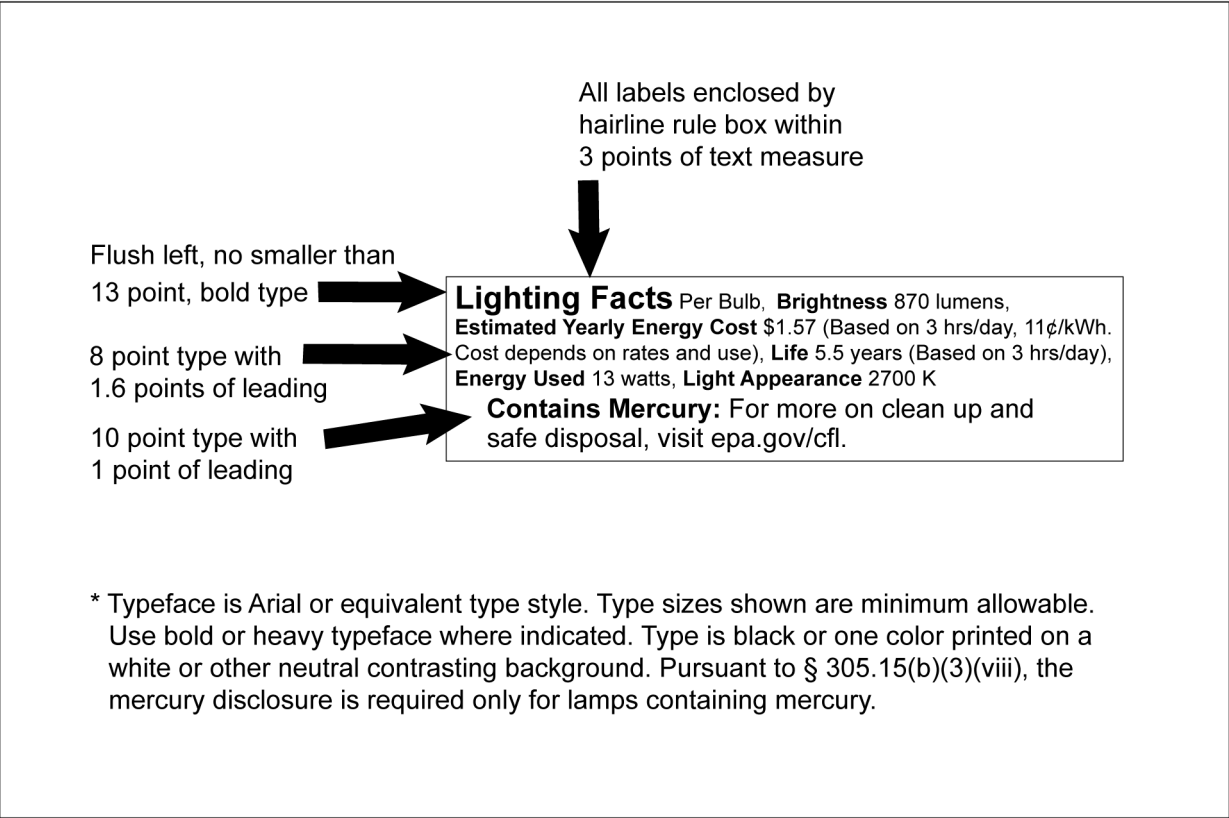 All labels enclosed by
hairline rule box within
3 points of text measure
Flush left, no smaller than
13 point, bold type
8 point type with
1.6 points of leading
10 point type with
1 point of leading
Lighting Facts Per Bulb, Brightness 870 lumens,
Estimated Yearly Energy Cost $1.57 (Based on 3 hrs/day, 11¢/kWh.
Cost depends on rates and use), Life 5.5 years (Based on 3 hrs/day),
Energy Used 13 watts, Light Appearance 2700 K
Contains Mercury: For more on clean up and
safe disposal, visit epa.gov/cfl.
* Typeface is Arial or equivalent type style. Type sizes shown are minimum allowable.
Use bold or heavy typeface where indicated. Type is black or one color printed on a
white or other neutral contrasting background. Pursuant to § 305.15(b)(3)(viii), the
mercury disclosure is required only for lamps containing mercury.